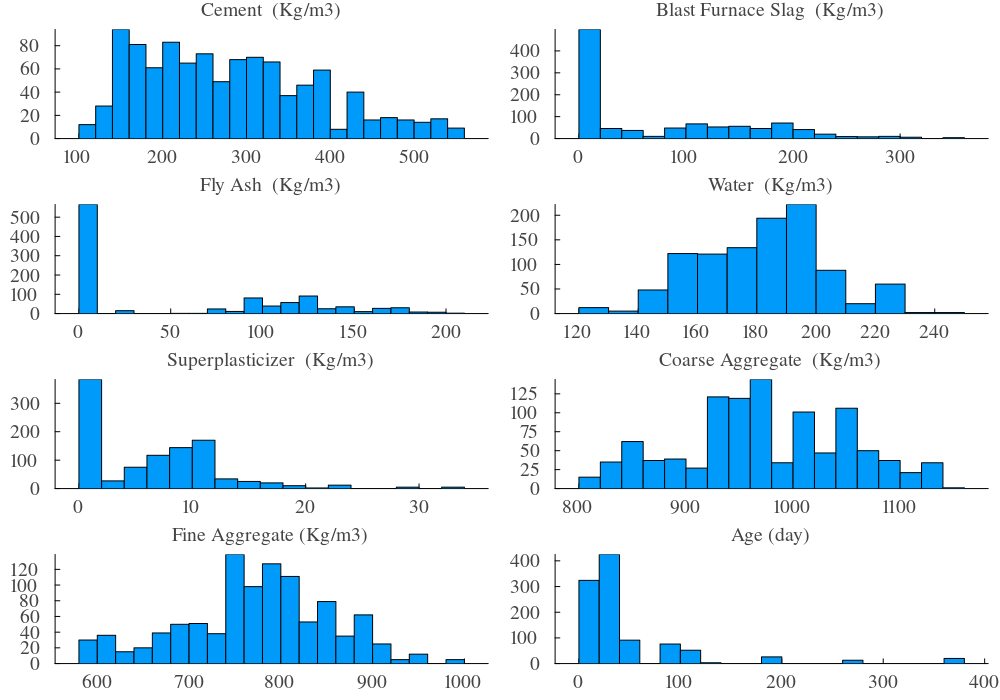 Cement (Kg/m3)
80
60
40
20
0
100 200 300 400 500
Blast Furnace Slag (Kg/m3)
400
300
200
100
0
0 100 200 300
Fly Ash (Kg/m3)
500
400
300
200
100
0
0 50 100 150 200
Water (Kg/m3)
200
150
100
50
0
120 140 160 180 200 220 240
Superplasticizer (Kg/m3)
300
200
100
0
0 10 20 30
Coarse Aggregate (Kg/m3)
125
100
75
50
25
0
800 900 1000 1100
Fine Aggregate (Kg/m3)
120
100
80
60
40
20
0
600 700 800 900 1000
Age (day)
400
300
200
100
0
0 100 200 300 400